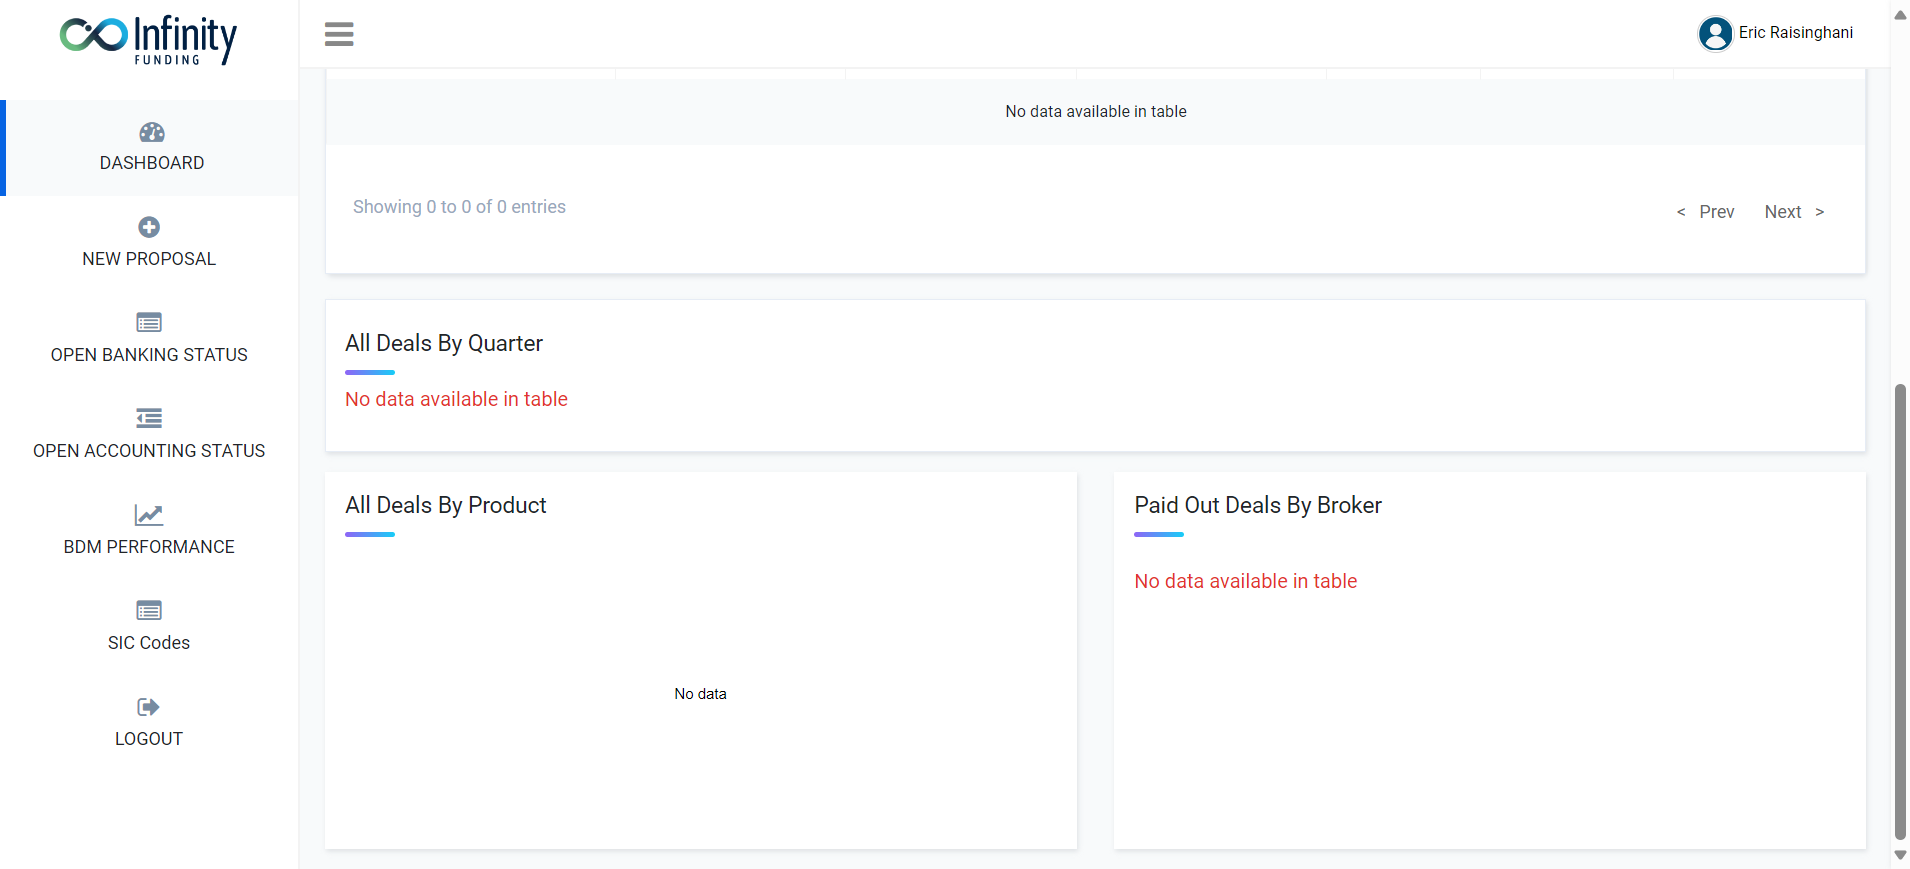 Infinity
FUNDING
Eric Raisinghani
DASHBOARD
NEW PROPOSAL
OPEN BANKING STATUS
OPEN ACCOUNTING STATUS
BDM PERFORMANCE
SIC Codes
LOGOUT
No data available in table
Showing 0 to 0 of 0 entries
< Prev Next >
All Deals By Quarter
No data available in table
All Deals By Product
No data
Paid Out Deals By Broker
No data available in table